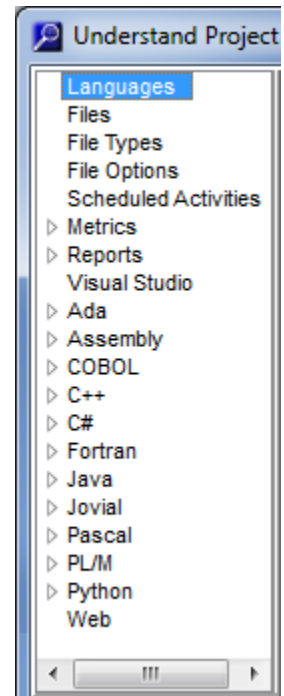 Understand Project
Languages
Files
File Types
File Options
Scheduled Activities
Metrics
Reports
Visual Studio
Ada
Assembly
COBOL
C++
C#
Fortran
Java
Jovial
Pascal
PL/M
Python
Web